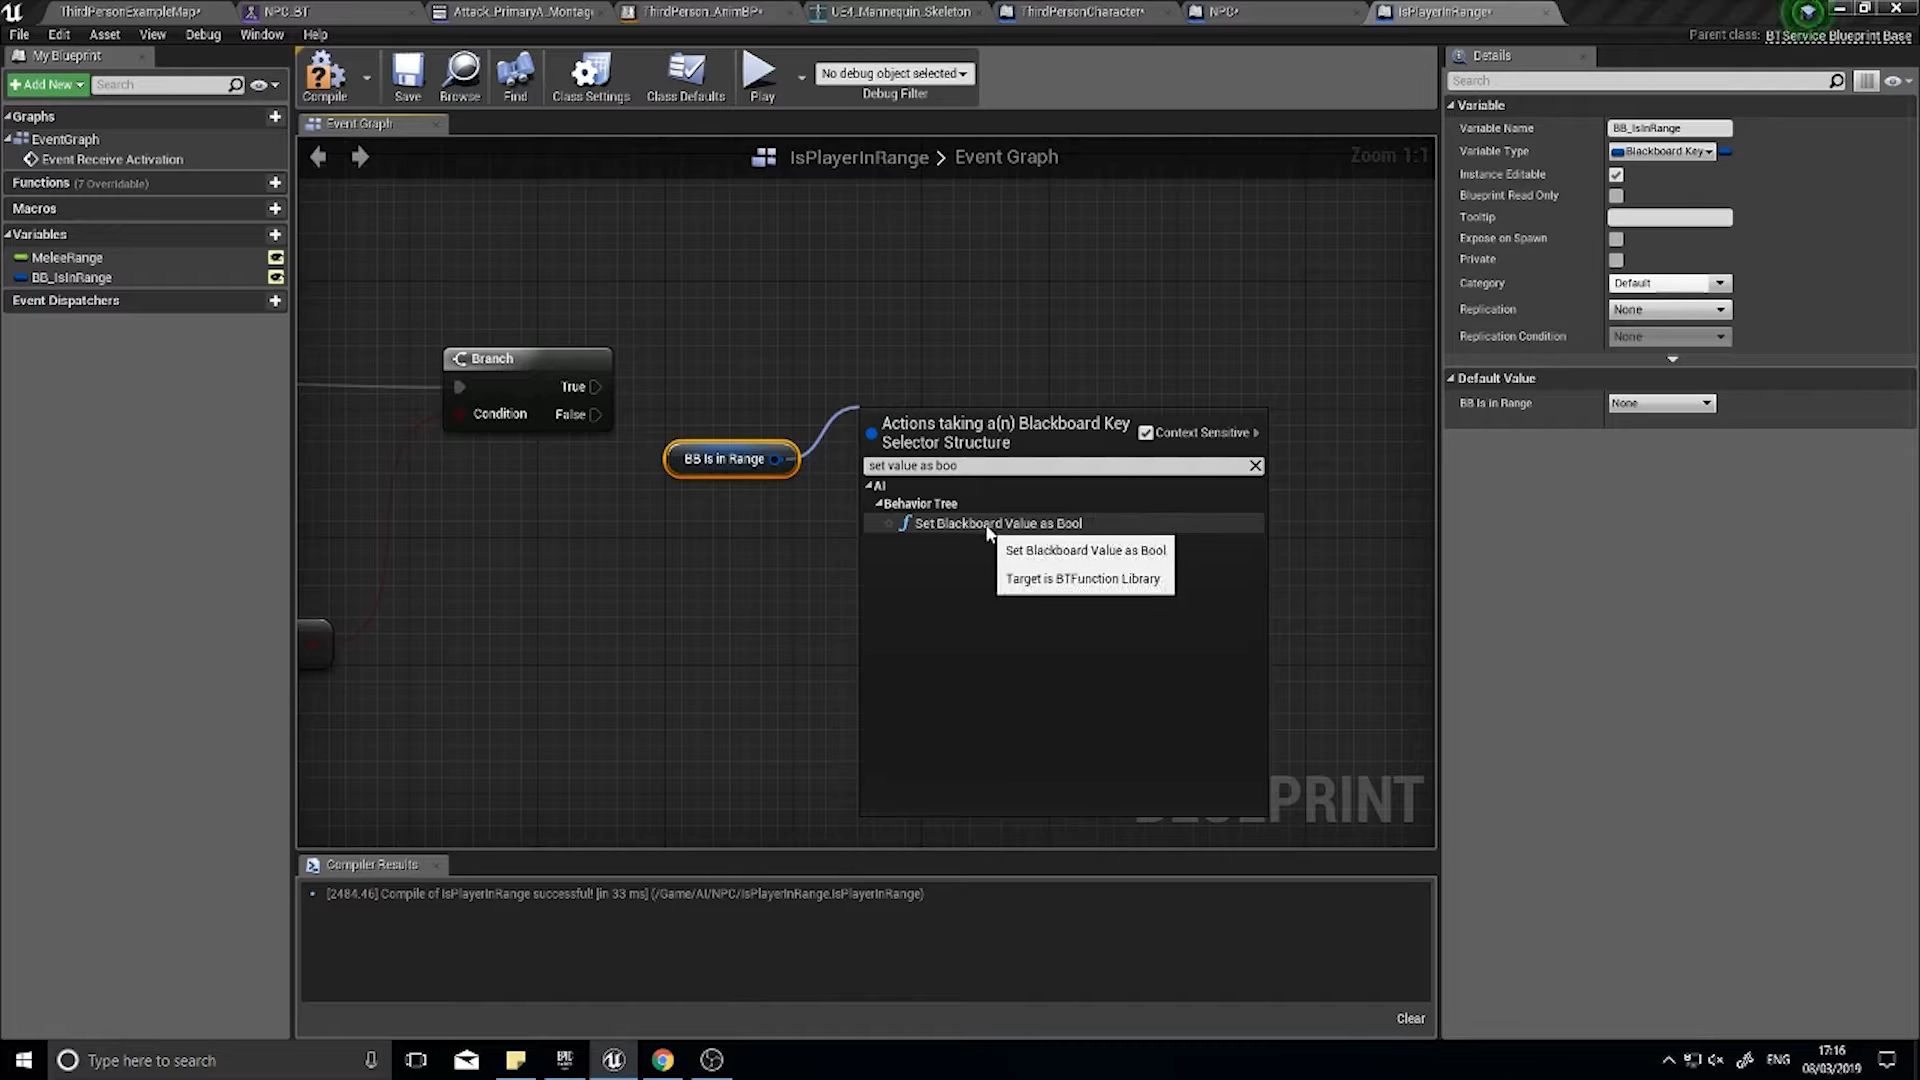 ThirdPersonExampleMap*
NPC_BT
Attack_PrimaryA_Montag
ThirdPerson_AnimBP*
UE4_Mannequin_Skeleton
ThirdPersonCharacter*
NPC*
IsPlayerInRange*
File Edit Asset View Debug Window Help
Parent class: BTService Blueprint Base
My Blueprint
Add New
Search
Graphs
EventGraph
Event Receive Activation
Functions (7 Overridable)
Macros
Variables
MeleeRange
BB_IsInRange
Event Dispatchers
Compile
Save
Browse
Find
Class Settings
Class Defaults
Play
No debug object selected
Debug Filter
Event Graph
IsPlayerInRange > Event Graph
Zoom 1:1
Branch
True
Condition False
BB Is in Range
Actions taking a(n) Blackboard Key
Selector Structure
Context Sensitive
set value as boo
AI
Behavior Tree
Set Blackboard Value as Bool
Set Blackboard Value as Bool
Target is BTFunction Library
BLUEPRINT
Compiler Results
[2484.46] Compile of IsPlayerInRange successful! [in 33 ms] (/Game/AI/NPC/IsPlayerInRange.IsPlayerInRange)
Clear
Details
Search
Variable
Variable Name BB_IsInRange
Variable Type Blackboard Key
Instance Editable
Blueprint Read Only
Tooltip
Expose on Spawn
Private
Category Default
Replication None
Replication Condition None
Default Value
BB Is in Range None
Type here to search
ENG
17:16
08/03/2019